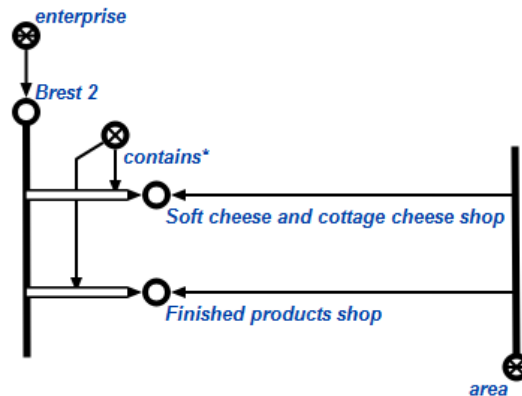 enterprise
Brest 2
contains*
Soft cheese and cottage cheese shop
Finished products shop
area